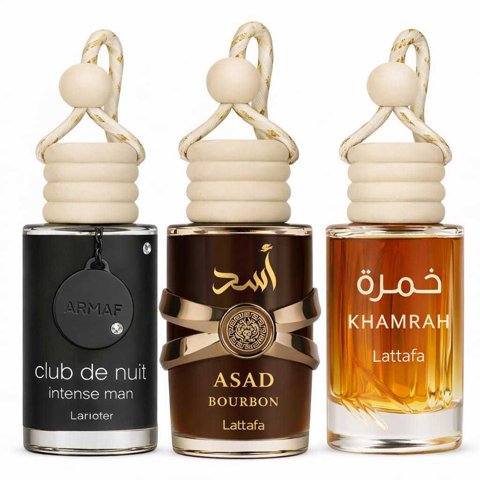 ARMAF
club de nuit
intense man
Larioter
أسد
ASAD
BOURBON
Lattafa
خمرة
KHAMRAH
Lattafa